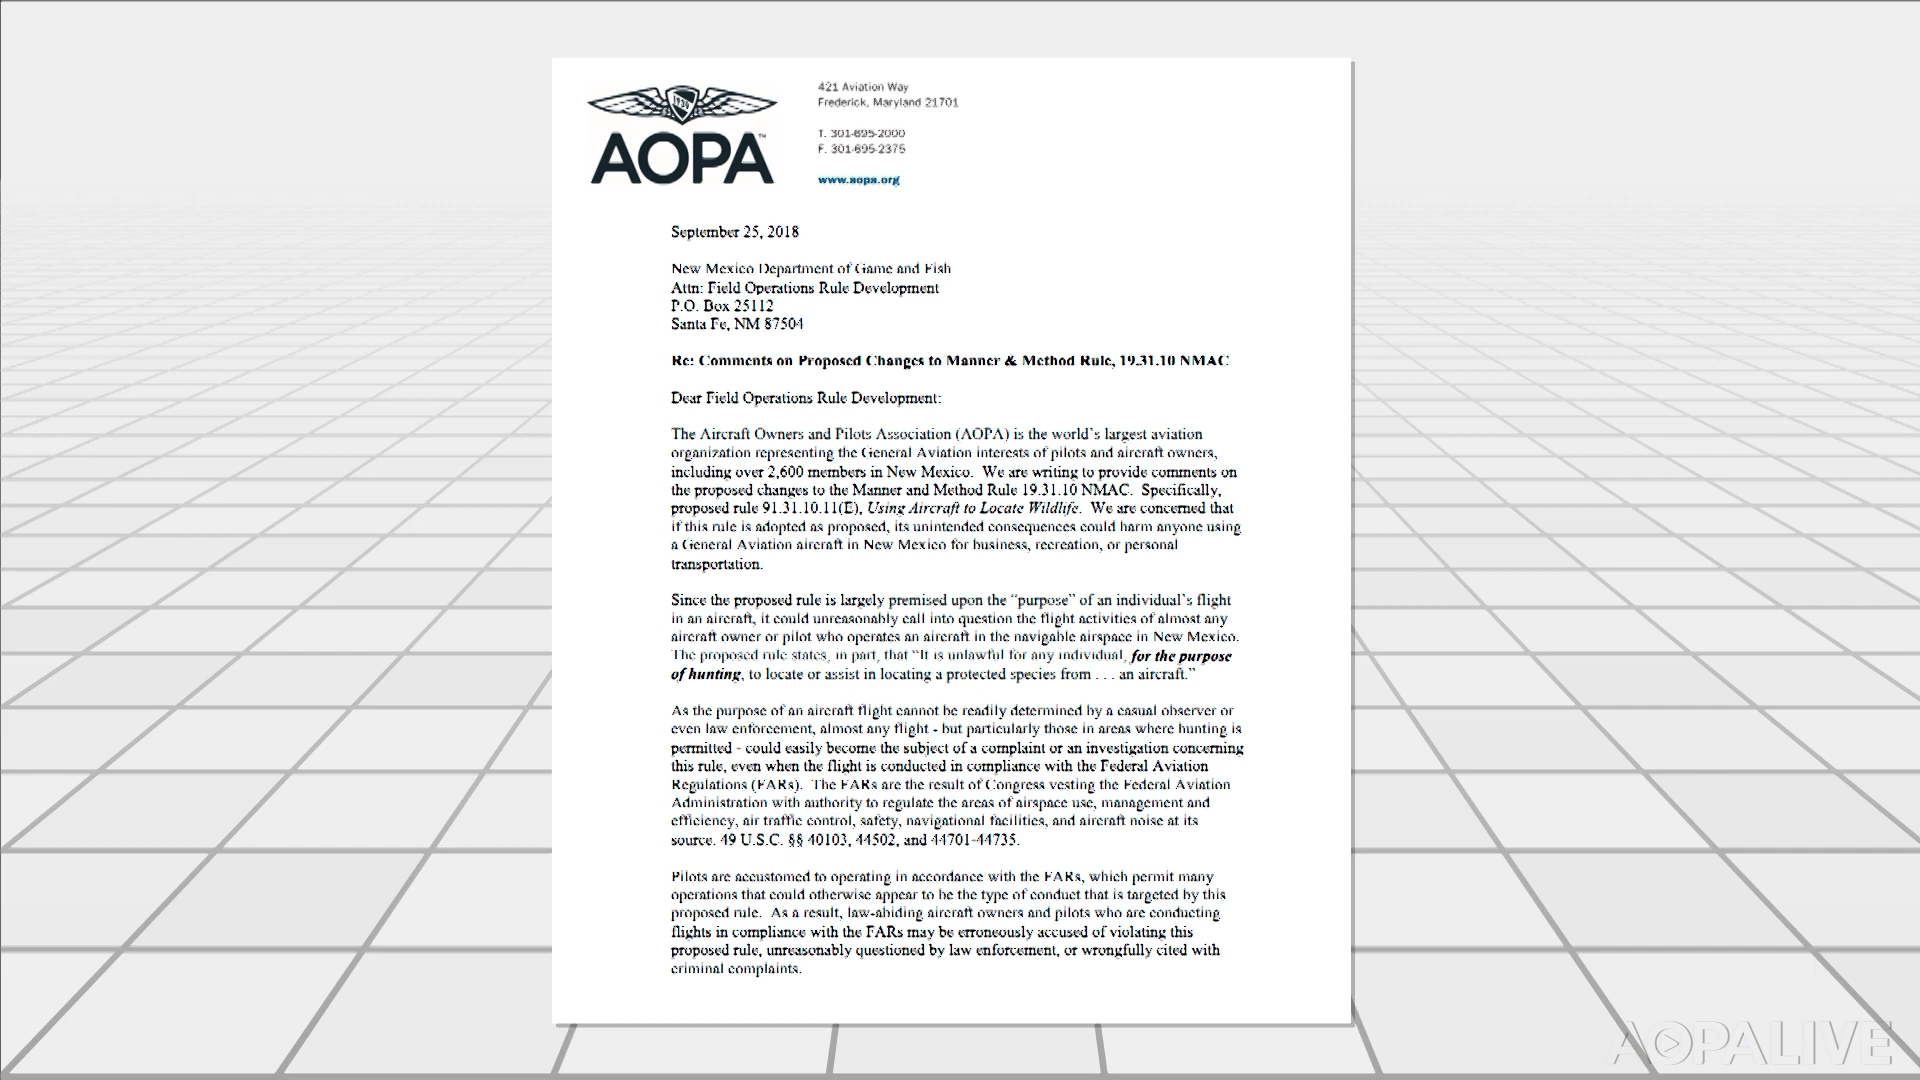 1939
AOPA™
421 Aviation Way
Frederick, Maryland 21701
T. 301-695-2000
F. 301-695-2375
www.aopa.org
September 25, 2018
New Mexico Department of Game and Fish
Attn: Field Operations Rule Development
P.O. Box 25112
Santa Fe, NM 87504
Re: Comments on Proposed Changes to Manner & Method Rule, 19.31.10 NMAC
Dear Field Operations Rule Development:
The Aircraft Owners and Pilots Association (AOPA) is the world's largest aviation
organization representing the General Aviation interests of pilots and aircraft owners,
including over 2,600 members in New Mexico. We are writing to provide comments on
the proposed changes to the Manner and Method Rule 19.31.10 NMAC. Specifically,
proposed rule 91.31.10.11(E), Using Aircraft to Locate Wildlife. We are concerned that
if this rule is adopted as proposed, its unintended consequences could harm anyone using
a General Aviation aircraft in New Mexico for business, recreation, or personal
transportation.
Since the proposed rule is largely premised upon the “purpose” of an individual's flight
in an aircraft, it could unreasonably call into question the flight activities of almost any
aircraft owner or pilot who operates an aircraft in the navigable airspace in New Mexico.
The proposed rule states, in part, that “It is unlawful for any individual, for the purpose
of hunting, to locate or assist in locating a protected species from . . . an aircraft.”
As the purpose of an aircraft flight cannot be readily determined by a casual observer or
even law enforcement, almost any flight - but particularly those in areas where hunting is
permitted - could easily become the subject of a complaint or an investigation concerning
this rule, even when the flight is conducted in compliance with the Federal Aviation
Regulations (FARs). The FARs are the result of Congress vesting the Federal Aviation
Administration with authority to regulate the areas of airspace use, management and
efficiency, air traffic control, safety, navigational facilities, and aircraft noise at its
source. 49 U.S.C. §§ 40103, 44502, and 44701-44735.
Pilots are accustomed to operating in accordance with the FARs, which permit many
operations that could otherwise appear to be the type of conduct that is targeted by this
proposed rule. As a result, law-abiding aircraft owners and pilots who are conducting
flights in compliance with the FARs may be erroneously accused of violating this
proposed rule, unreasonably questioned by law enforcement, or wrongfully cited with
criminal complaints.
AOPALIVE